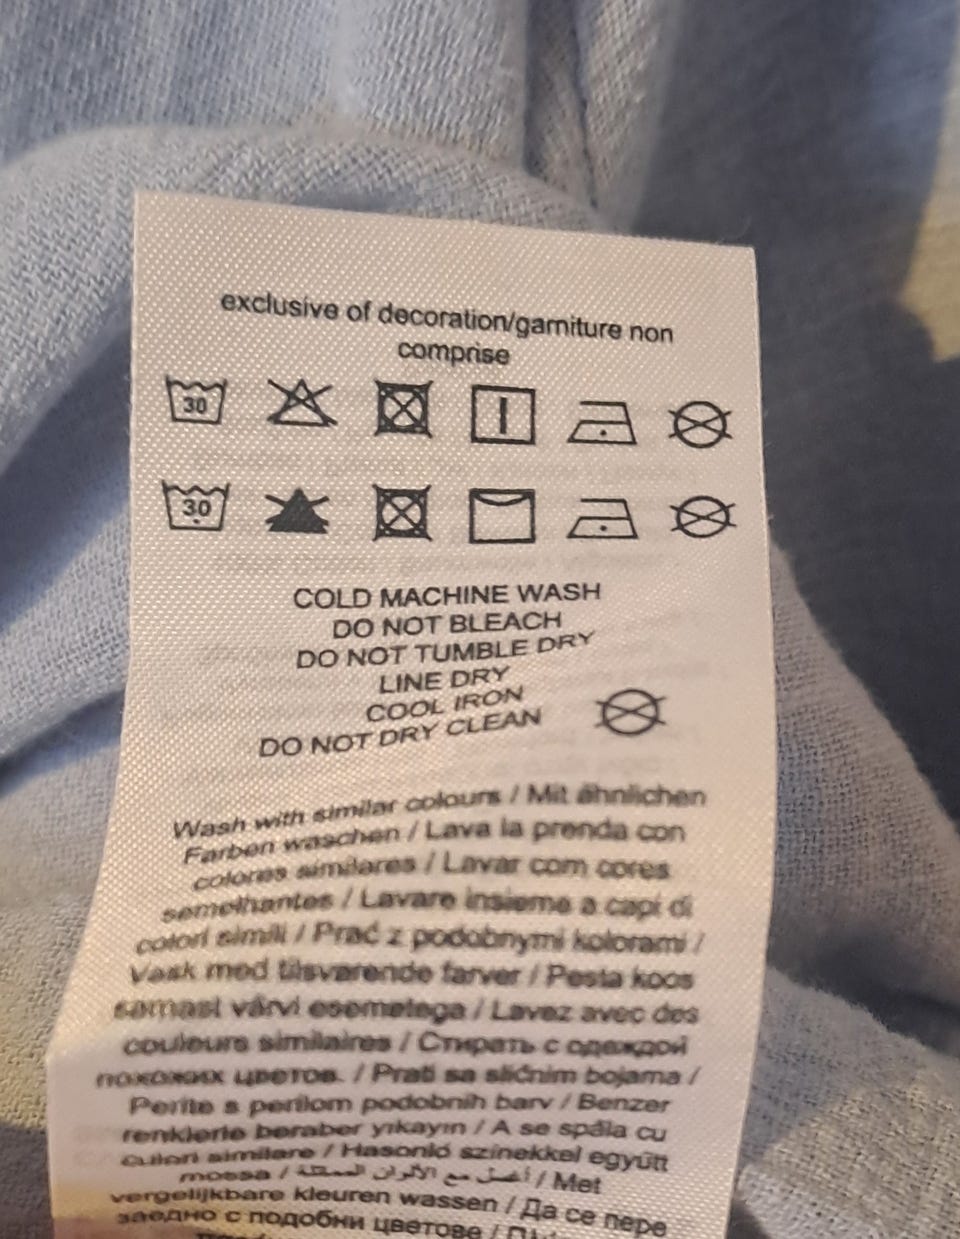 exclusive of decoration/garniture non
comprise
30
30
COLD MACHINE WASH
DO NOT BLEACH
DO NOT TUMBLE DRY
LINE DRY
COOL IRON
DO NOT DRY CLEAN
Wash with similar colours / Mit ähnlichen
Farben waschen / Lava la prenda con
colores similares / Lavar com cores
semelhantes / Lavare insieme a capi di
colori simili / Prać z podobnymi kolorami /
Vask med tilsvarende farver / Pesta koos
samast värvi esemetega / Lavez avec des
couleurs similaires / Стирать с одеждой
похожих цветов. / Prati sa sličnim bojama /
Perite s perilom podobnih barv / Benzer
renklerle beraber yıkayın / A se spăla cu
culori similare / Hasonló színekkel együtt
mossa / أغسل مع الألوان المماثلة / Met
vergelijkbare kleuren wassen / Да се пере
заедно с подобни цветове /